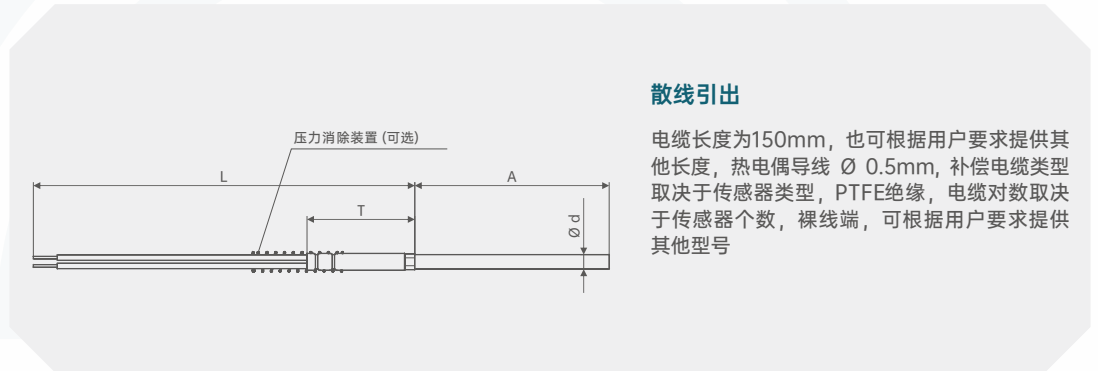 散线引出
电缆长度为150mm，也可根据用户要求提供其
他长度，热电偶导线 Ø 0.5mm, 补偿电缆类型
取决于传感器类型，PTFE绝缘，电缆对数取决
于传感器个数，裸线端，可根据用户要求提供
其他型号
压力消除装置 (可选)
L
A
T
Ø d